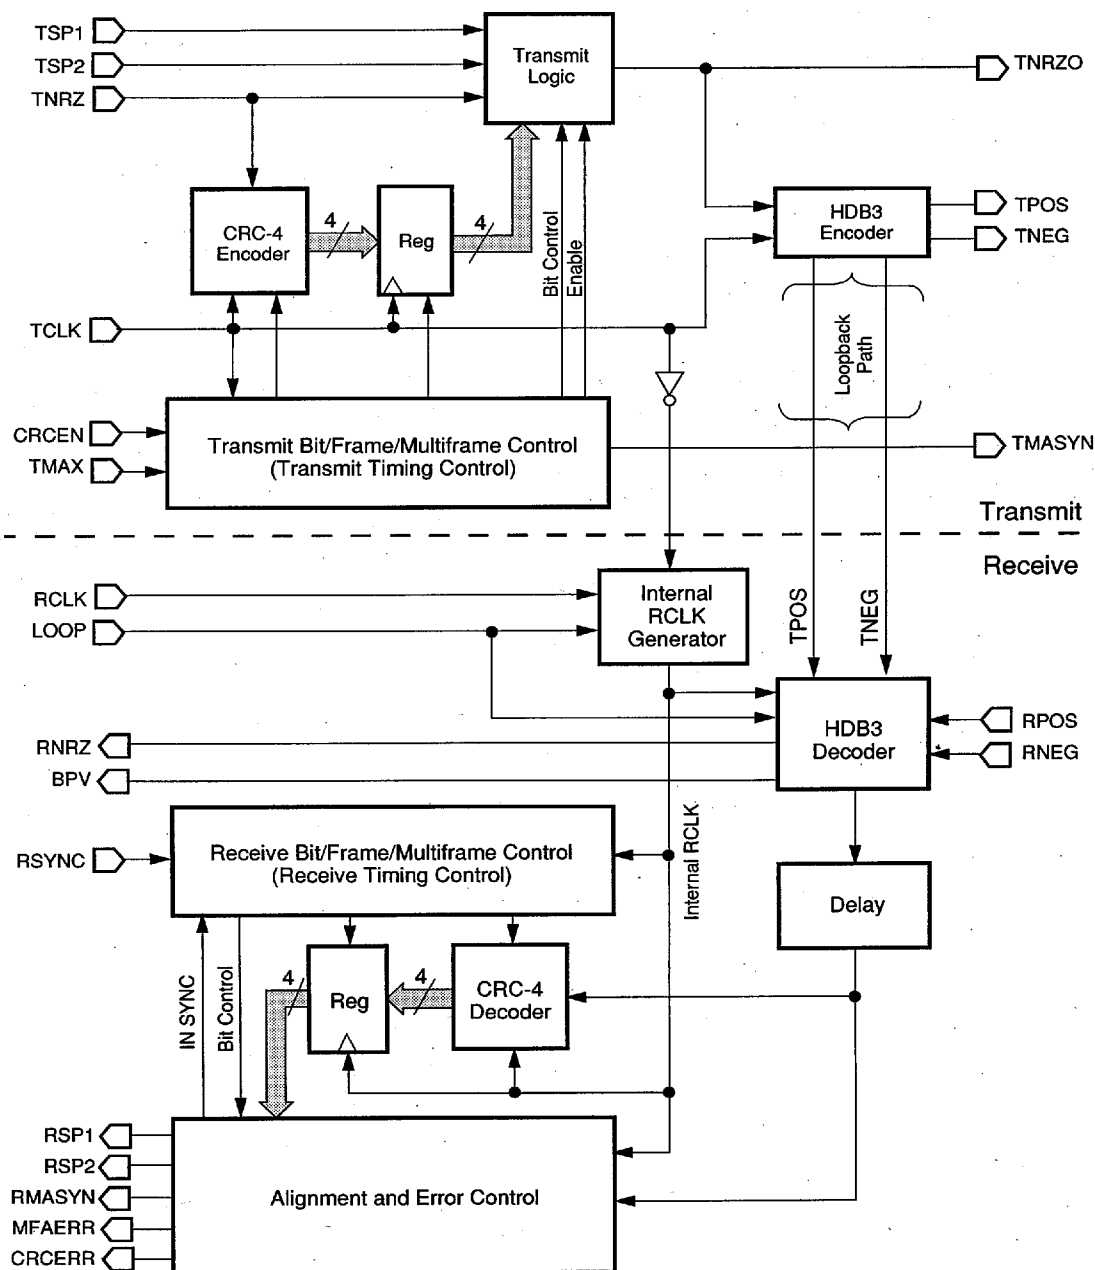 TSP1
TSP2
TNRZ
Transmit
Logic
TNRZO
CRC-4
Encoder
4
Reg
4
Bit Control
Enable
HDB3
Encoder
TPOS
TNEG
TCLK
Loopback
Path
CRCEN
TMAX
Transmit Bit/Frame/Multiframe Control
(Transmit Timing Control)
TMASYN
Transmit
Receive
RCLK
LOOP
Internal
RCLK
Generator
TPOS
TNEG
RNRZ
BPV
HDB3
Decoder
RPOS
RNEG
RSYNC
Receive Bit/Frame/Multiframe Control
(Receive Timing Control)
Internal RCLK
Delay
IN SYNC
Bit Control
4
Reg
4
CRC-4
Decoder
RSP1
RSP2
RMASYN
MFAERR
CRCERR
Alignment and Error Control